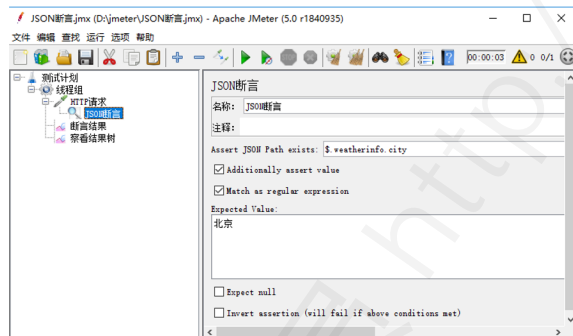 JSON断言.jmx (D:\jmeter\JSON断言.jmx) - Apache JMeter (5.0 r1840935)
文件 编辑 查找 运行 选项 帮助
00:00:03 0 0/1
测试计划
线程组
HTTP请求
JSON断言
断言结果
察看结果树
JSON断言
名称: JSON断言
注释:
Assert JSON Path exists: $.weatherinfo.city
Additionally assert value
Match as regular expression
Expected Value:
北京
Expect null
Invert assertion (will fail if above conditions met)
http: